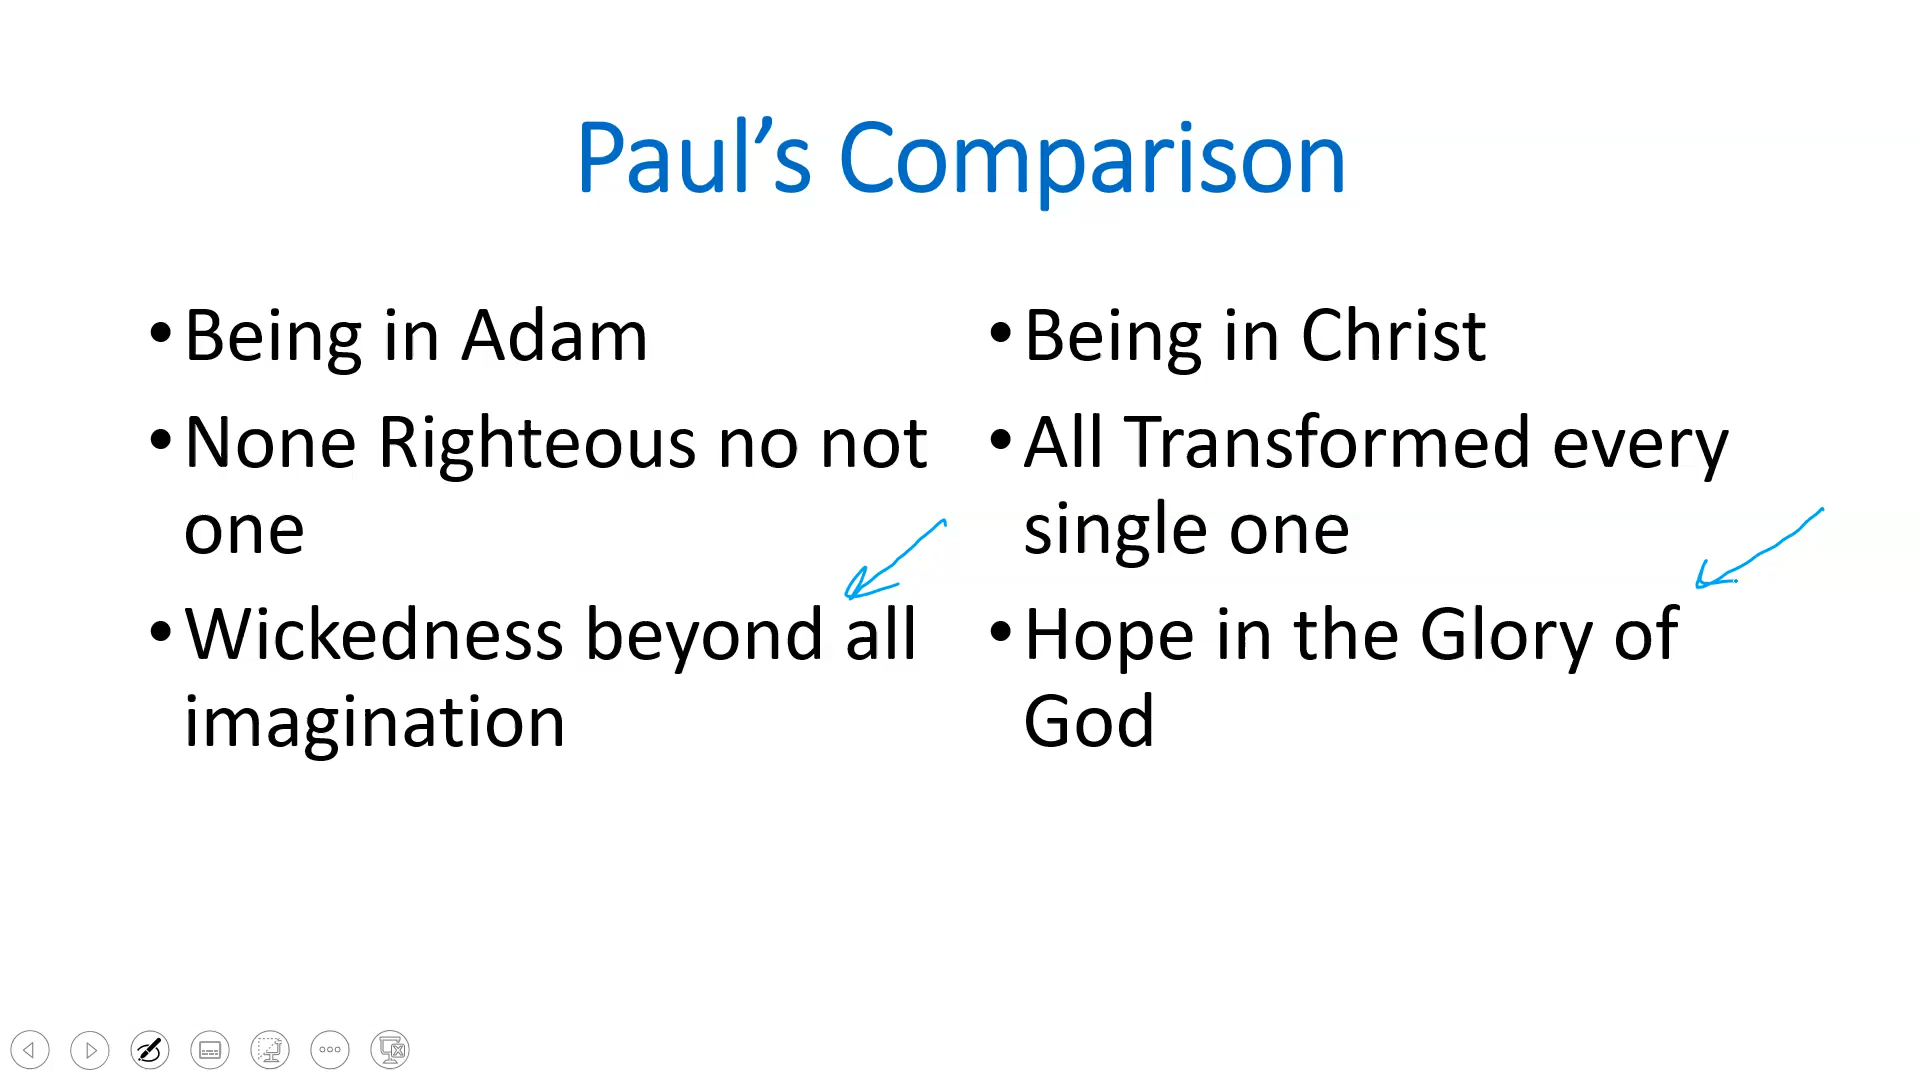 Paul’s Comparison
•Being in Adam
•None Righteous no not
one
•Wickedness beyond all
imagination
•Being in Christ
•All Transformed every
single one
•Hope in the Glory of
God